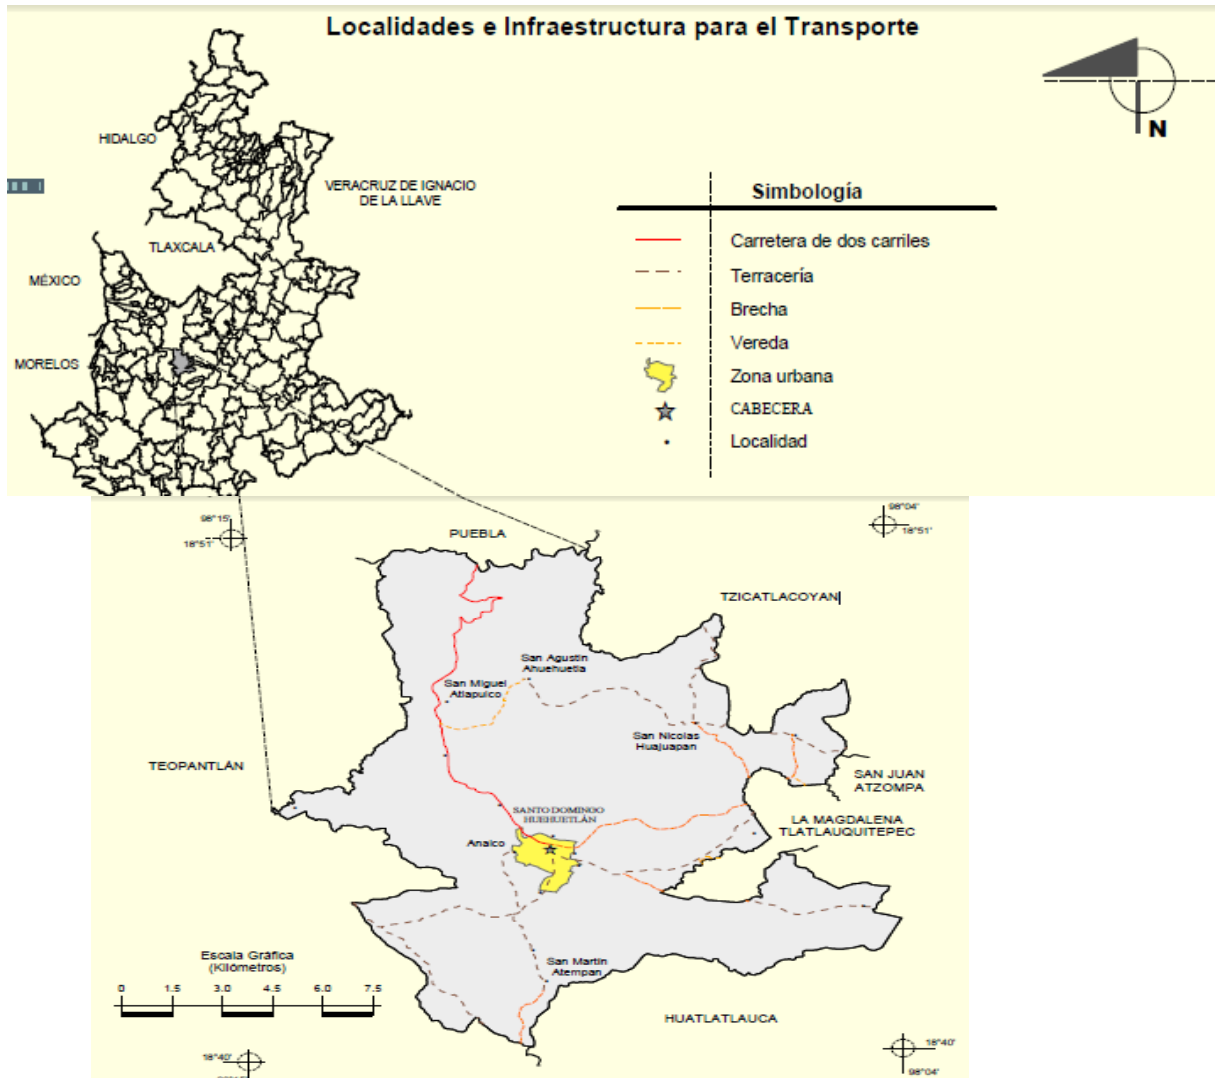 Localidades e Infraestructura para el Transporte
N
HIDALGO
VERACRUZ DE IGNACIO
DE LA LLAVE
TLAXCALA
MÉXICO
MORELOS
Simbología
Carretera de dos carriles
Terracería
Brecha
Vereda
Zona urbana
CABECERA
Localidad
98°15'
18°51'
PUEBLA
98°04'
18°51'
TZICATLACOYAN
San Agustín
Ahuehuetla
San Miguel
Atlapulco
San Nicolas
Huajuapan
TEOPANTLÁN
SAN JUAN
ATZOMPA
SANTO DOMINGO
HUEHUETLÁN
LA MAGDALENA
TLATLAUQUITEPEC
Analco
Escala Gráfica
(Kilómetros)
0 1.5 3.0 4.5 6.0 7.5
San Martín
Atempan
HUATLATLAUCA
18°40'
18°40'
98°04'